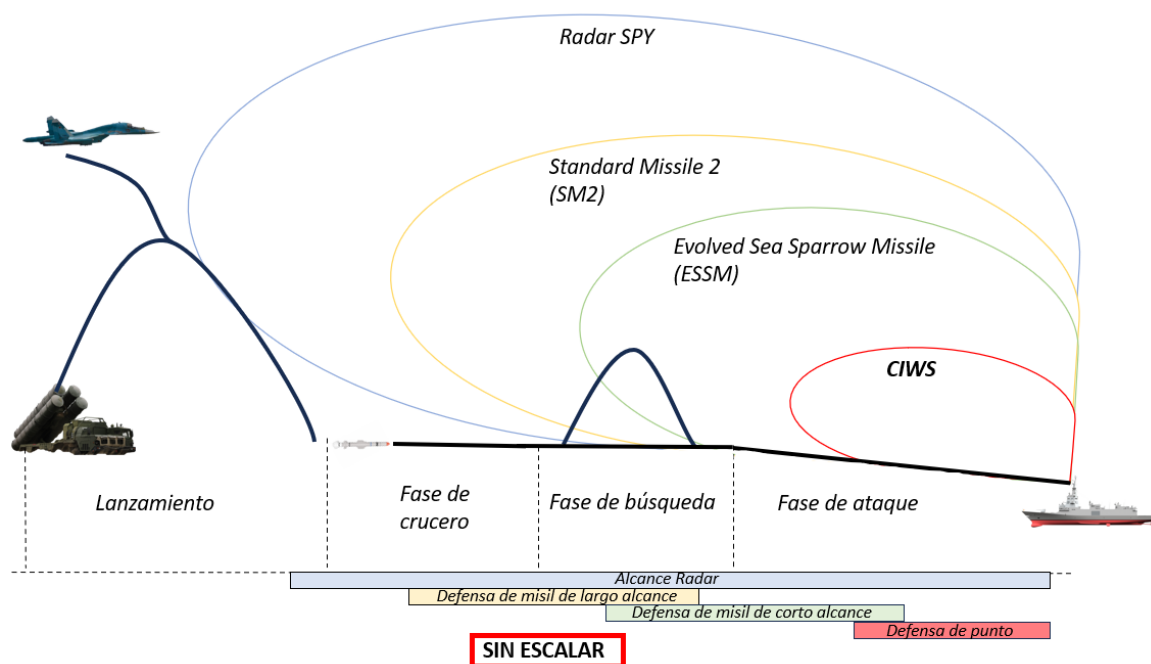 Radar SPY
Standard Missile 2
(SM2)
Evolved Sea Sparrow Missile
(ESSM)
CIWS
Lanzamiento
Fase de
crucero
Fase de búsqueda
Fase de ataque
Alcance Radar
Defensa de misil de largo alcance
Defensa de misil de corto alcance
Defensa de punto
SIN ESCALAR